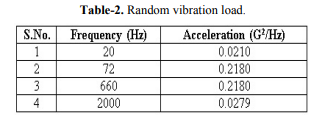 Table-2. Random vibration load.
S.No. Frequency (Hz) Acceleration (G²/Hz)
1 20 0.0210
2 72 0.2180
3 660 0.2180
4 2000 0.0279